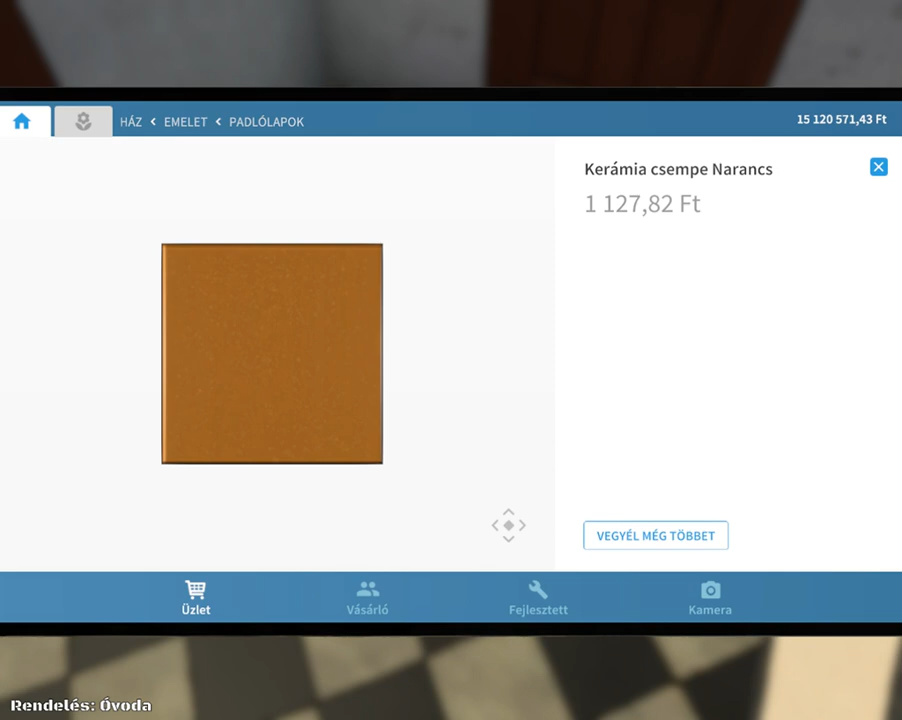 HÁZ < EMELET < PADLÓLAPOK
15 120 571,43 Ft
Kerámia csempe Narancs
1 127,82 Ft
VEGYÉL MÉG TÖBBET
Üzlet
Vásárló
Fejlesztett
Kamera
Rendelés: Óvoda